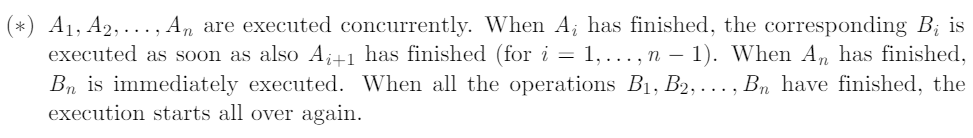 (∗) A₁, A₂, . . . , Aₙ are executed concurrently. When Aᵢ has finished, the corresponding Bᵢ is
executed as soon as also Aᵢ₊₁ has finished (for i = 1, . . . , n − 1). When Aₙ has finished,
Bₙ is immediately executed. When all the operations B₁, B₂, . . . , Bₙ have finished, the
execution starts all over again.